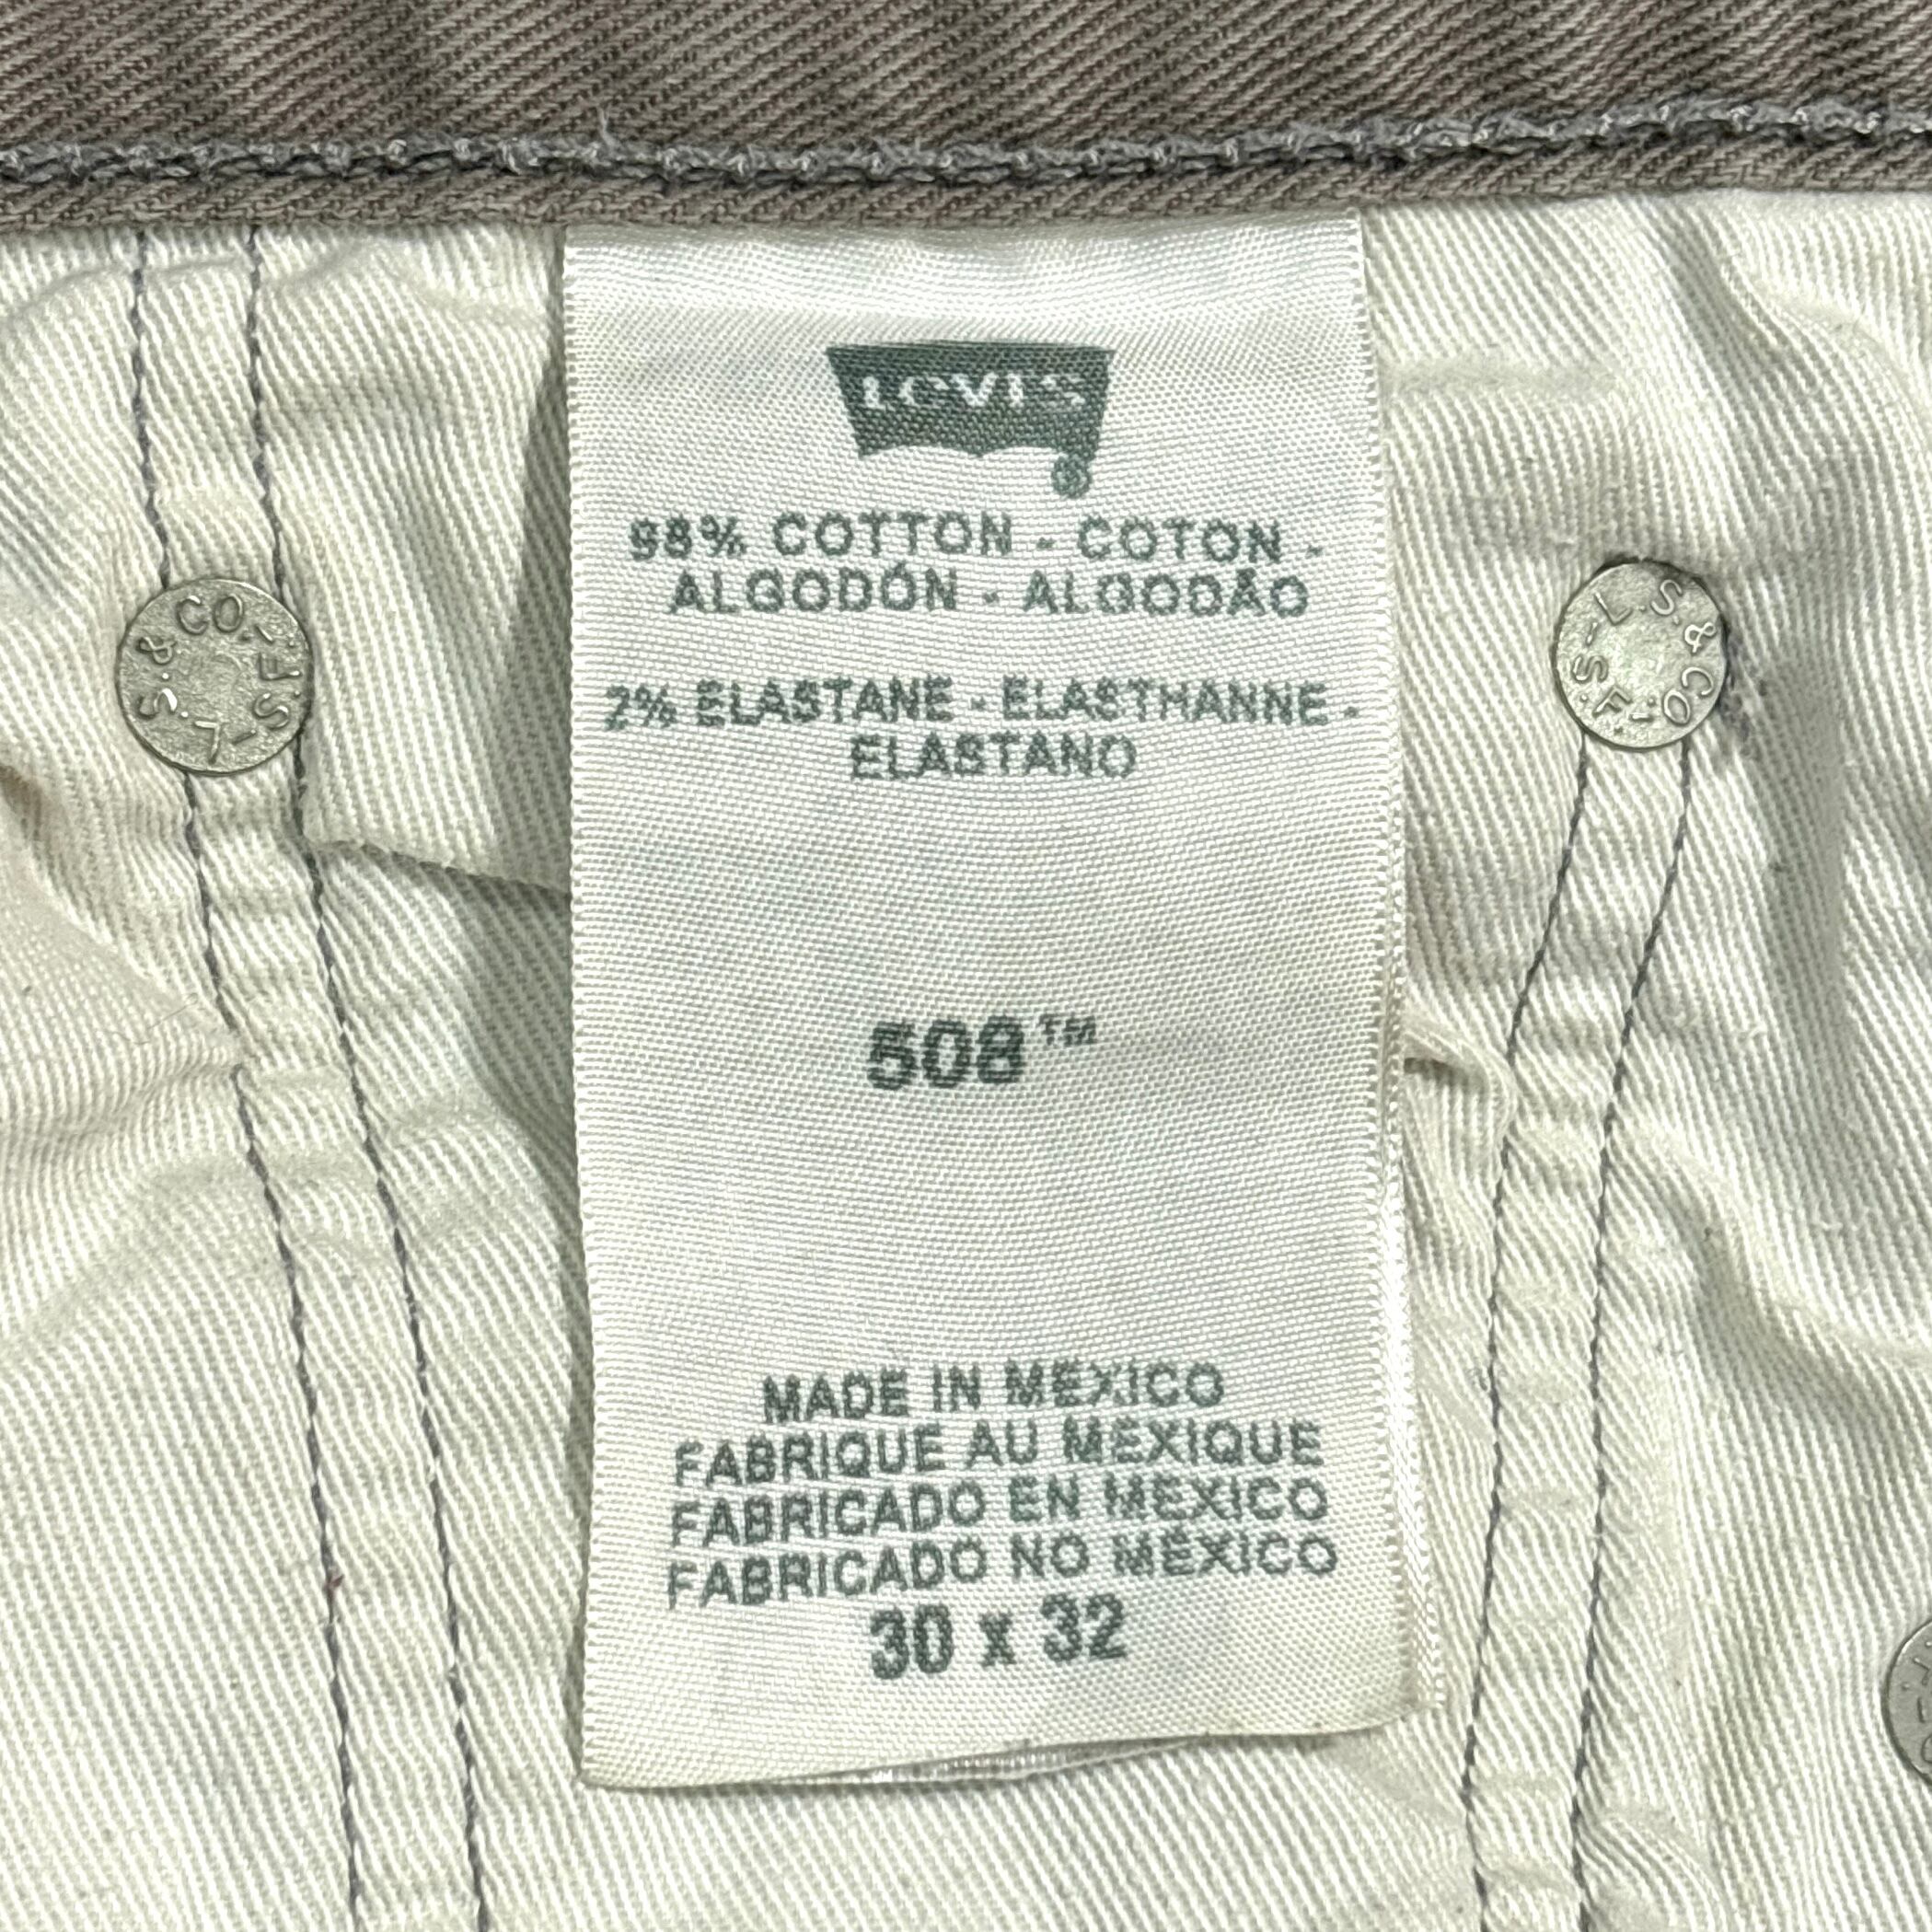 LEVI'S
®
98% COTTON - COTON -
ALGODÓN - ALGODÃO
2% ELASTANE - ELASTHANNE -
ELASTANO
508™
MADE IN MEXICO
FABRIQUE AU MEXIQUE
FABRICADO EN MEXICO
FABRICADO NO MÉXICO
30 x 32
L.S. & CO. - S.F. -
L.S. & CO. - S.F. -